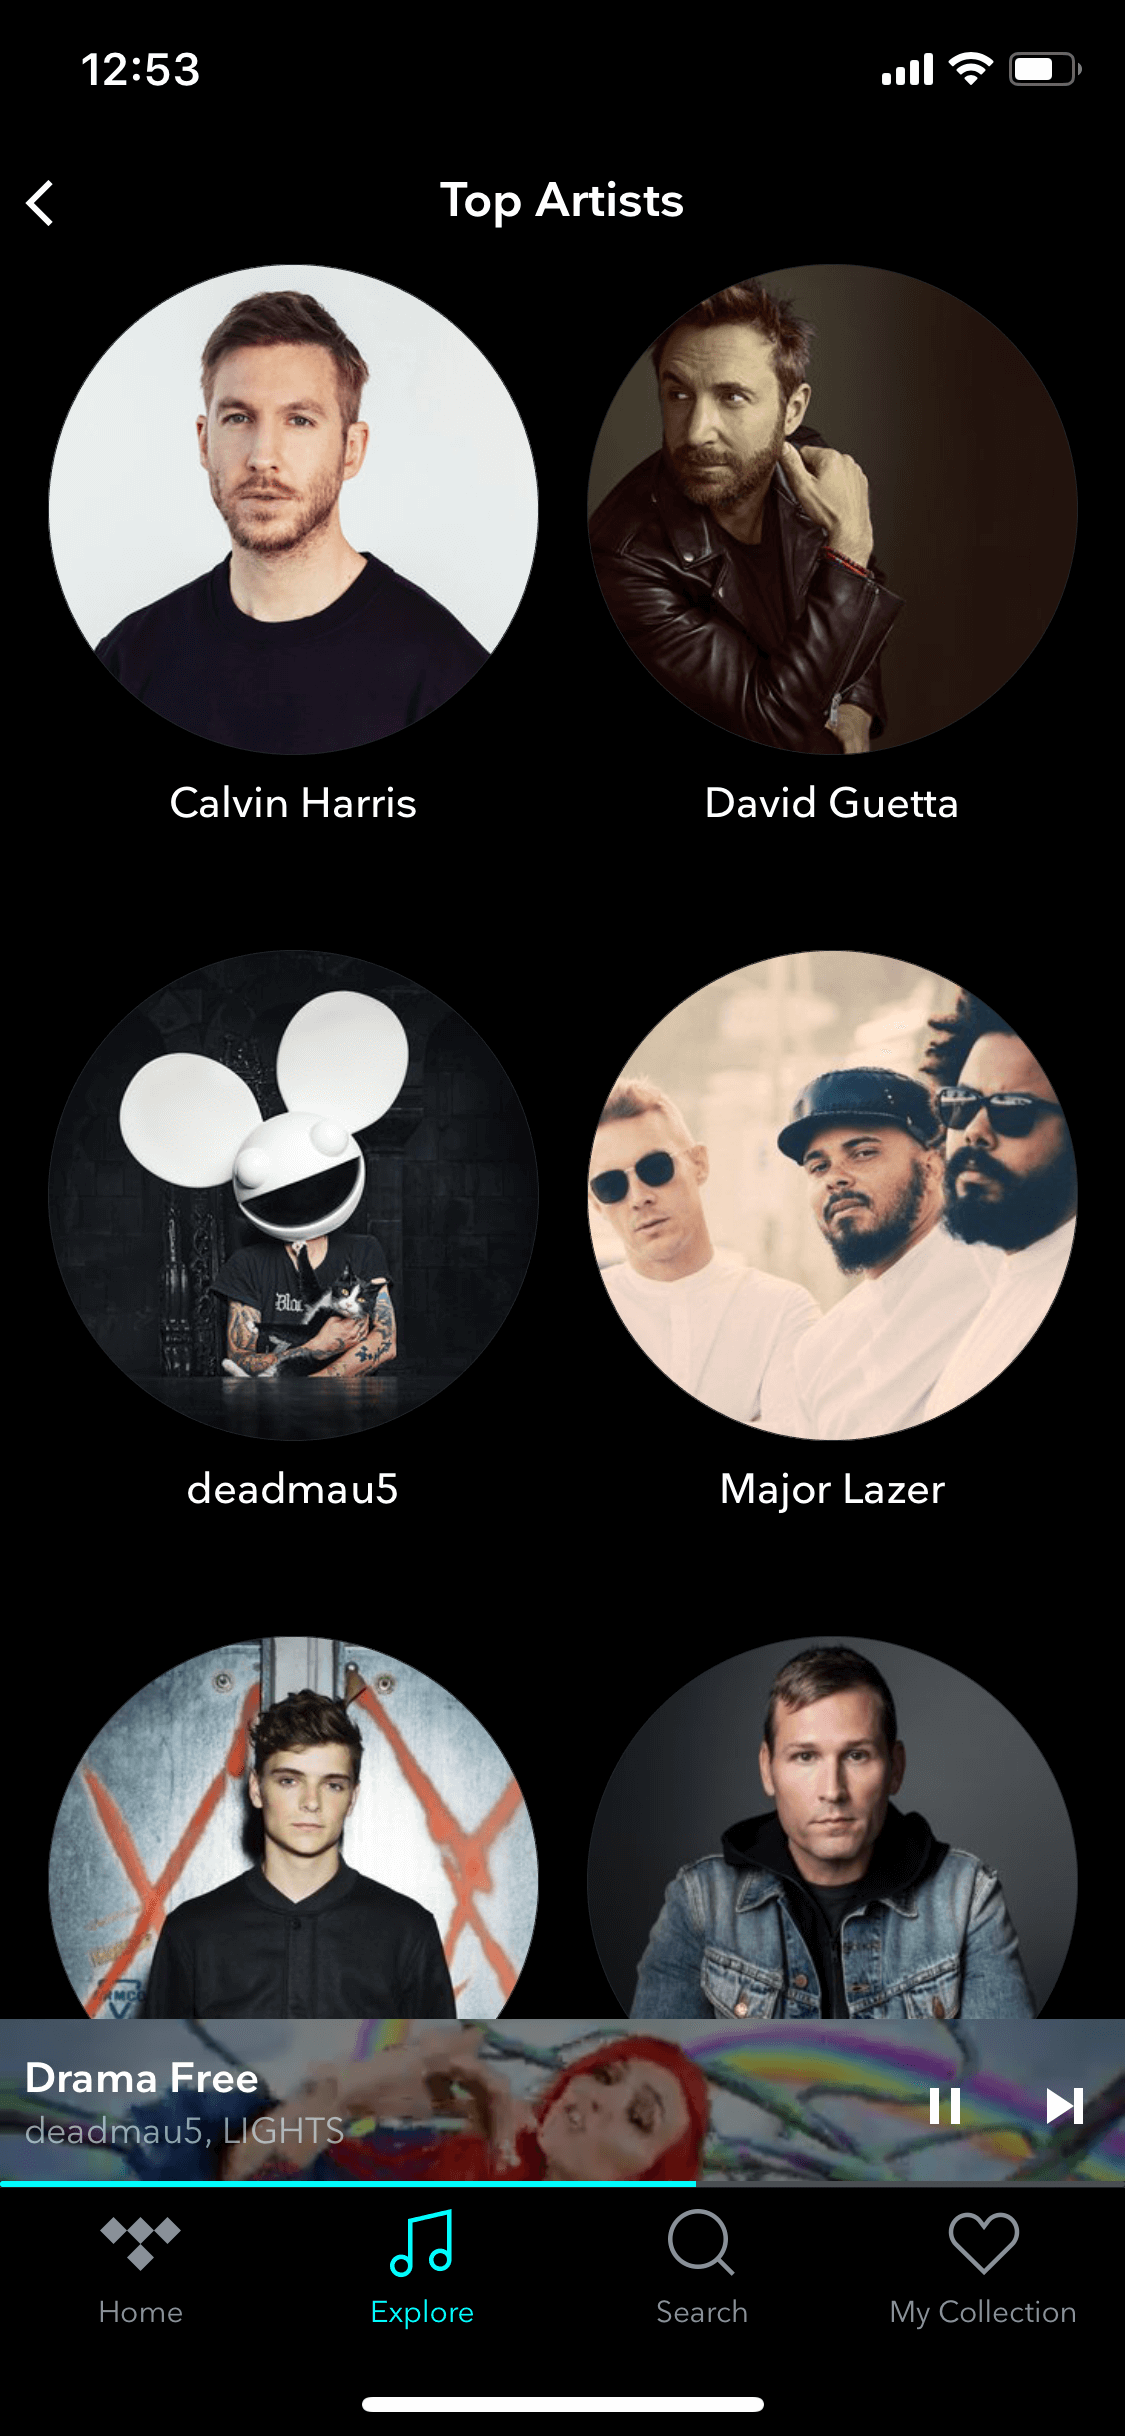 12:53
Top Artists
Calvin Harris
David Guetta
deadmau5
Major Lazer
Drama Free
deadmau5, LIGHTS
Home
Explore
Search
My Collection